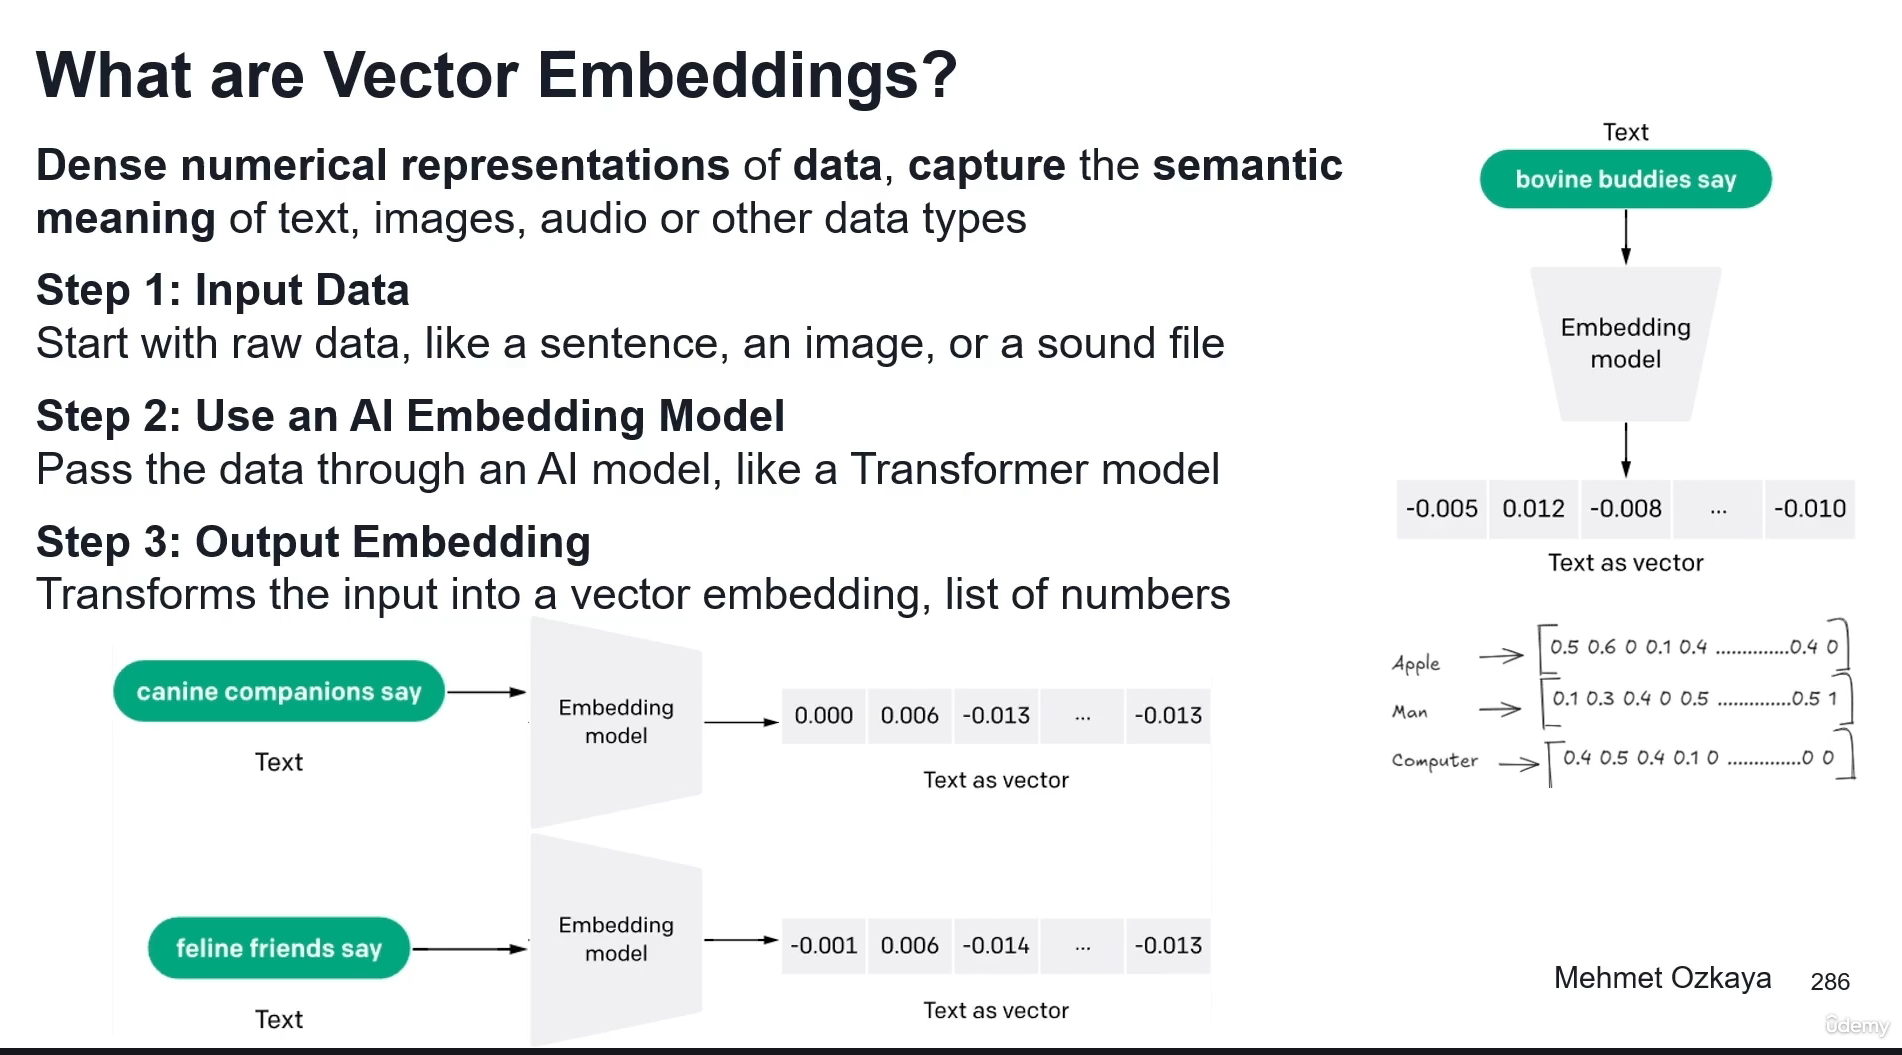 What are Vector Embeddings?
Dense numerical representations of data, capture the semantic
meaning of text, images, audio or other data types
Step 1: Input Data
Start with raw data, like a sentence, an image, or a sound file
Step 2: Use an AI Embedding Model
Pass the data through an AI model, like a Transformer model
Step 3: Output Embedding
Transforms the input into a vector embedding, list of numbers
canine companions say
Text
Embedding
model
0.000 0.006 -0.013 ... -0.013
Text as vector
feline friends say
Text
Embedding
model
-0.001 0.006 -0.014 ... -0.013
Text as vector
Text
bovine buddies say
Embedding
model
-0.005 0.012 -0.008 ... -0.010
Text as vector
Apple [0.5 0.6 0 0.1 0.4 ..............0.4 0]
Man [0.1 0.3 0.4 0 0.5 ..............0.5 1]
Computer [0.4 0.5 0.4 0.1 0 ..............0 0]
Mehmet Ozkaya 286
ûdemy